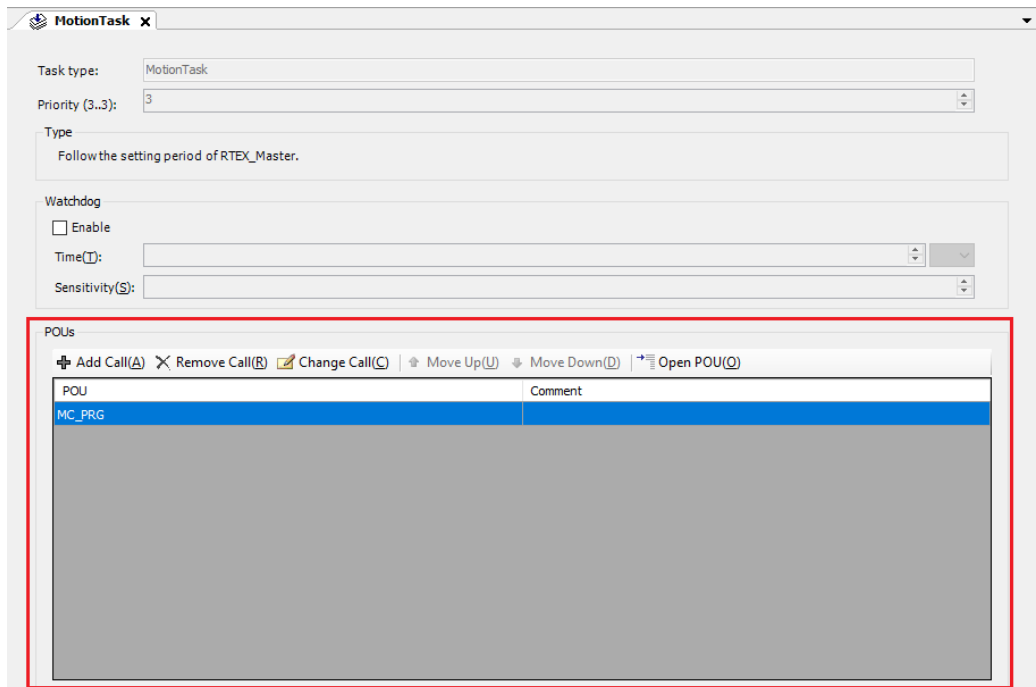 MotionTask
Task type: MotionTask
Priority (3..3): 3
Type
Follow the setting period of RTEX_Master.
Watchdog
Enable
Time(T):
Sensitivity(S):
POUs
Add Call(A) Remove Call(R) Change Call(C) Move Up(U) Move Down(D) Open POU(O)
POU Comment
MC_PRG